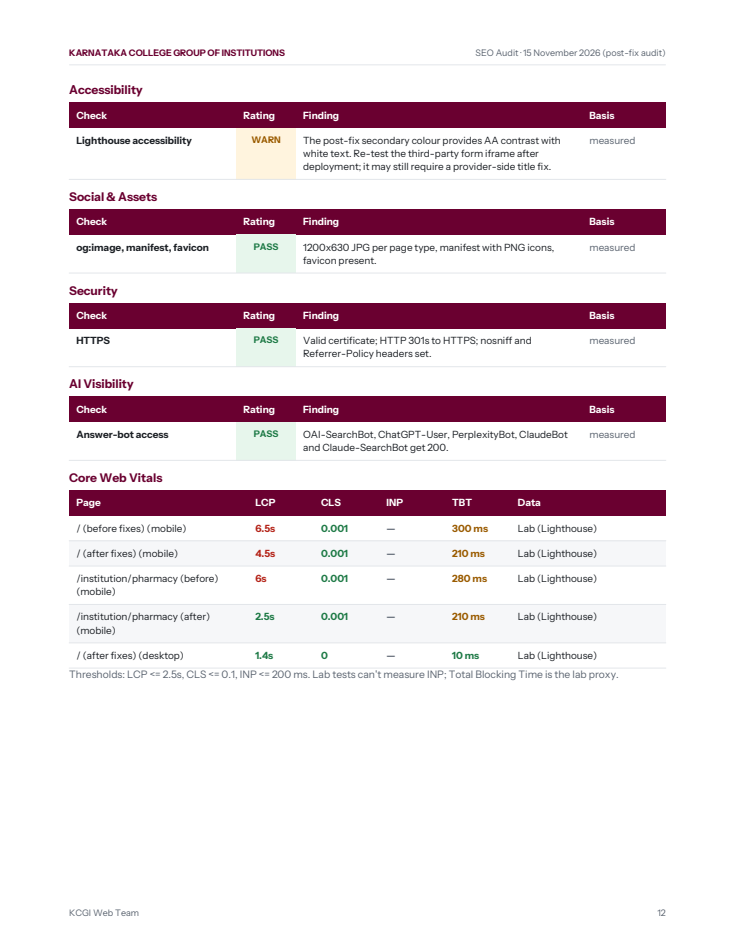 KARNATAKA COLLEGE GROUP OF INSTITUTIONS
SEO Audit · 15 November 2026 (post-fix audit)
Accessibility
Check Rating Finding Basis
Lighthouse accessibility WARN The post-fix secondary colour provides AA contrast with measured
white text. Re-test the third-party form iframe after
deployment; it may still require a provider-side title fix.
Social & Assets
Check Rating Finding Basis
og:image, manifest, favicon PASS 1200x630 JPG per page type, manifest with PNG icons, measured
favicon present.
Security
Check Rating Finding Basis
HTTPS PASS Valid certificate; HTTP 301s to HTTPS; nosniff and measured
Referrer-Policy headers set.
AI Visibility
Check Rating Finding Basis
Answer-bot access PASS OAI-SearchBot, ChatGPT-User, PerplexityBot, ClaudeBot measured
and Claude-SearchBot get 200.
Core Web Vitals
Page LCP CLS INP TBT Data
/ (before fixes) (mobile) 6.5s 0.001 — 300 ms Lab (Lighthouse)
/ (after fixes) (mobile) 4.5s 0.001 — 210 ms Lab (Lighthouse)
/institution/pharmacy (before) 6s 0.001 — 280 ms Lab (Lighthouse)
(mobile)
/institution/pharmacy (after) 2.5s 0.001 — 210 ms Lab (Lighthouse)
(mobile)
/ (after fixes) (desktop) 1.4s 0 — 10 ms Lab (Lighthouse)
Thresholds: LCP <= 2.5s, CLS <= 0.1, INP <= 200 ms. Lab tests can't measure INP; Total Blocking Time is the lab proxy.
KCGI Web Team
12